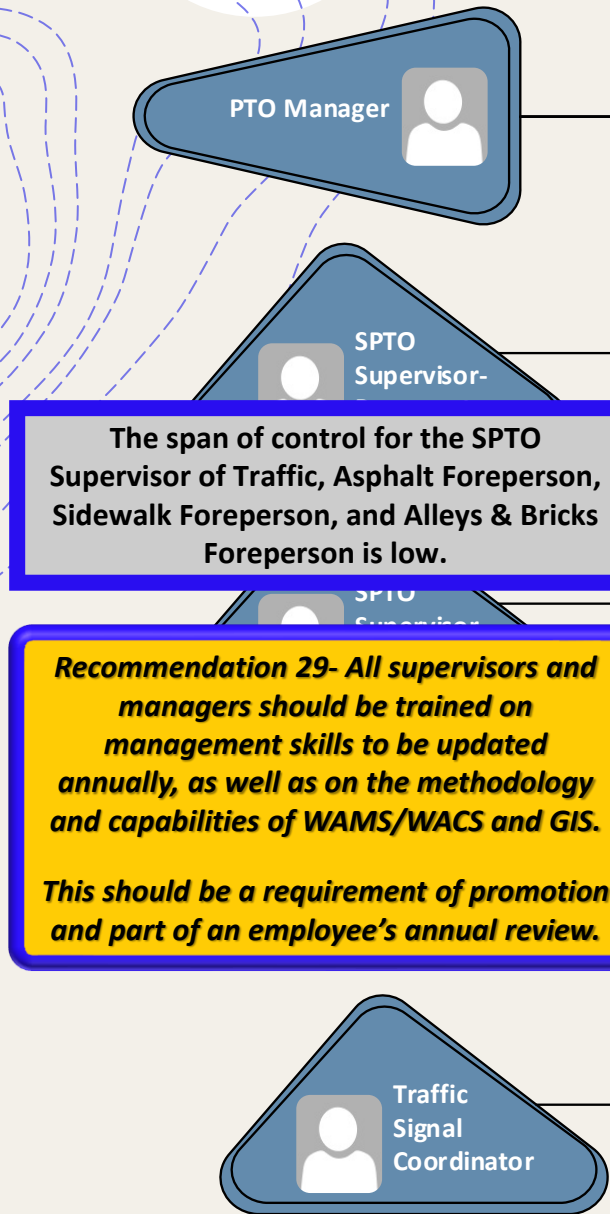 PTO Manager
SPTO
Supervisor-
The span of control for the SPTO
Supervisor of Traffic, Asphalt Foreperson,
Sidewalk Foreperson, and Alleys & Bricks
Foreperson is low.
SPTO
Recommendation 29- All supervisors and
managers should be trained on
management skills to be updated
annually, as well as on the methodology
and capabilities of WAMS/WACS and GIS.
This should be a requirement of promotion
and part of an employee’s annual review.
Traffic
Signal
Coordinator